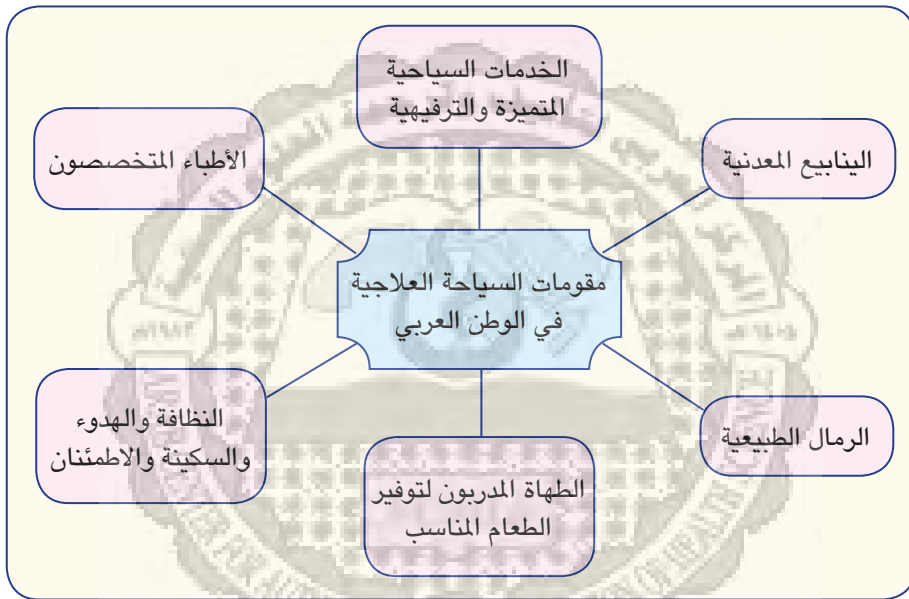 الخدمات السياحية
المتميزة والترفيهية
الينابيع المعدنية
الأطباء المتخصصون
مقومات السياحة العلاجية
في الوطن العربي
الرمال الطبيعية
النظافة والهدوء
والسكينة والاطمئنان
الطهاة المدربون لتوفير
الطعام المناسب